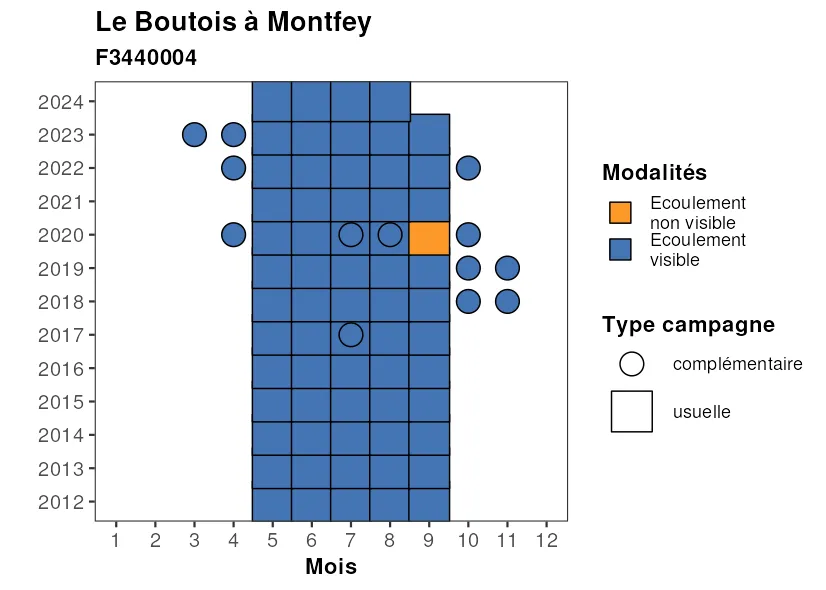 Le Boutois à Montfey
F3440004
2024
2023
2022
2021
2020
2019
2018
2017
2016
2015
2014
2013
2012
1 2 3 4 5 6 7 8 9 10 11 12
Mois
Modalités
Ecoulement
non visible
Ecoulement
visible
Type campagne
complémentaire
usuelle